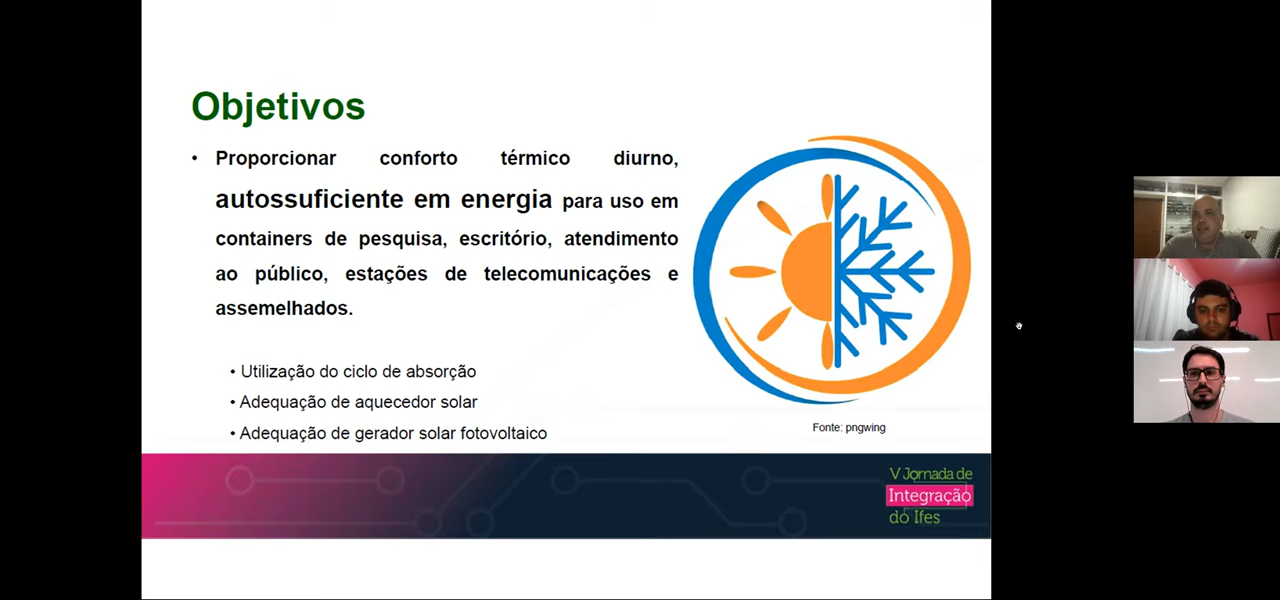 Objetivos
• Proporcionar conforto térmico diurno,
autossuficiente em energia para uso em
containers de pesquisa, escritório, atendimento
ao público, estações de telecomunicações e
assemelhados.
• Utilização do ciclo de absorção
• Adequação de aquecedor solar
• Adequação de gerador solar fotovoltaico
Fonte: pngwing
V Jornada de
Integração
do Ifes